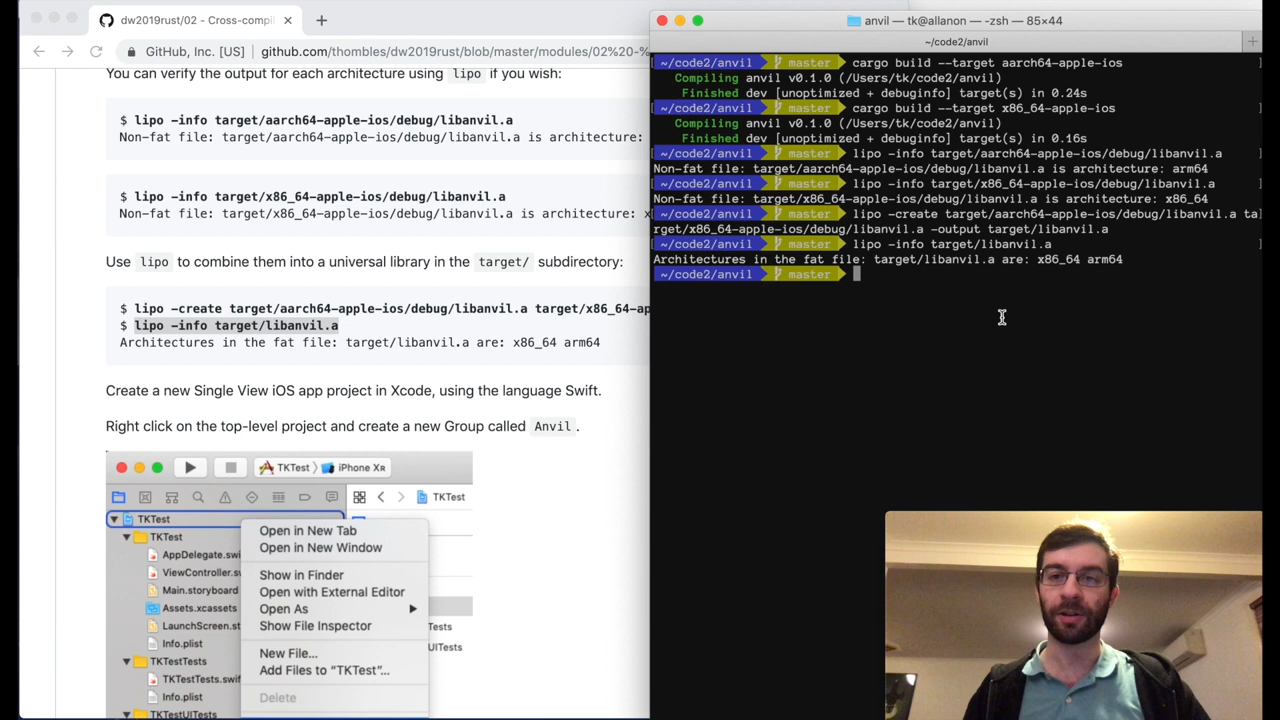 dw2019rust/02 - Cross-compil
GitHub, Inc. [US]
github.com/thombles/dw2019rust/blob/master/modules/02%20-%
You can verify the output for each architecture using lipo if you wish:
$ lipo -info target/aarch64-apple-ios/debug/libanvil.a
Non-fat file: target/aarch64-apple-ios/debug/libanvil.a is architecture:
$ lipo -info target/x86_64-apple-ios/debug/libanvil.a
Non-fat file: target/x86_64-apple-ios/debug/libanvil.a is architecture: x
Use lipo to combine them into a universal library in the target/ subdirectory:
$ lipo -create target/aarch64-apple-ios/debug/libanvil.a target/x86_64-ap
$ lipo -info target/libanvil.a
Architectures in the fat file: target/libanvil.a are: x86_64 arm64
Create a new Single View iOS app project in Xcode, using the language Swift.
Right click on the top-level project and create a new Group called Anvil.
TKTest
iPhone XR
TKTest
TKTest
TKTest
AppDelegate.swi
ViewController.sw
Main.storyboard
Assets.xcassets
LaunchScreen.st
Info.plist
TKTestTests
TKTestTests.swif
Info.plist
TKTestUITests
Open in New Tab
Open in New Window
Show in Finder
Open with External Editor
Open As
Show File Inspector
New File...
Add Files to “TKTest”...
Delete
Tests
UITests
anvil — tk@allanon — -zsh — 85×44
~/code2/anvil
~/code2/anvil master cargo build --target aarch64-apple-ios
Compiling anvil v0.1.0 (/Users/tk/code2/anvil)
Finished dev [unoptimized + debuginfo] target(s) in 0.24s
~/code2/anvil master cargo build --target x86_64-apple-ios
Compiling anvil v0.1.0 (/Users/tk/code2/anvil)
Finished dev [unoptimized + debuginfo] target(s) in 0.16s
~/code2/anvil master lipo -info target/aarch64-apple-ios/debug/libanvil.a
Non-fat file: target/aarch64-apple-ios/debug/libanvil.a is architecture: arm64
~/code2/anvil master lipo -info target/x86_64-apple-ios/debug/libanvil.a
Non-fat file: target/x86_64-apple-ios/debug/libanvil.a is architecture: x86_64
~/code2/anvil master lipo -create target/aarch64-apple-ios/debug/libanvil.a ta
rget/x86_64-apple-ios/debug/libanvil.a -output target/libanvil.a
~/code2/anvil master lipo -info target/libanvil.a
Architectures in the fat file: target/libanvil.a are: x86_64 arm64
~/code2/anvil master